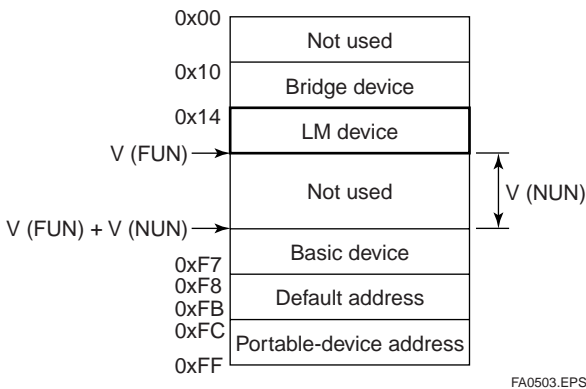 0x00
Not used
0x10
Bridge device
0x14
LM device
V (FUN)
Not used
V (NUN)
V (FUN) + V (NUN)
Basic device
0xF7
0xF8
Default address
0xFB
0xFC
Portable-device address
0xFF
FA0503.EPS